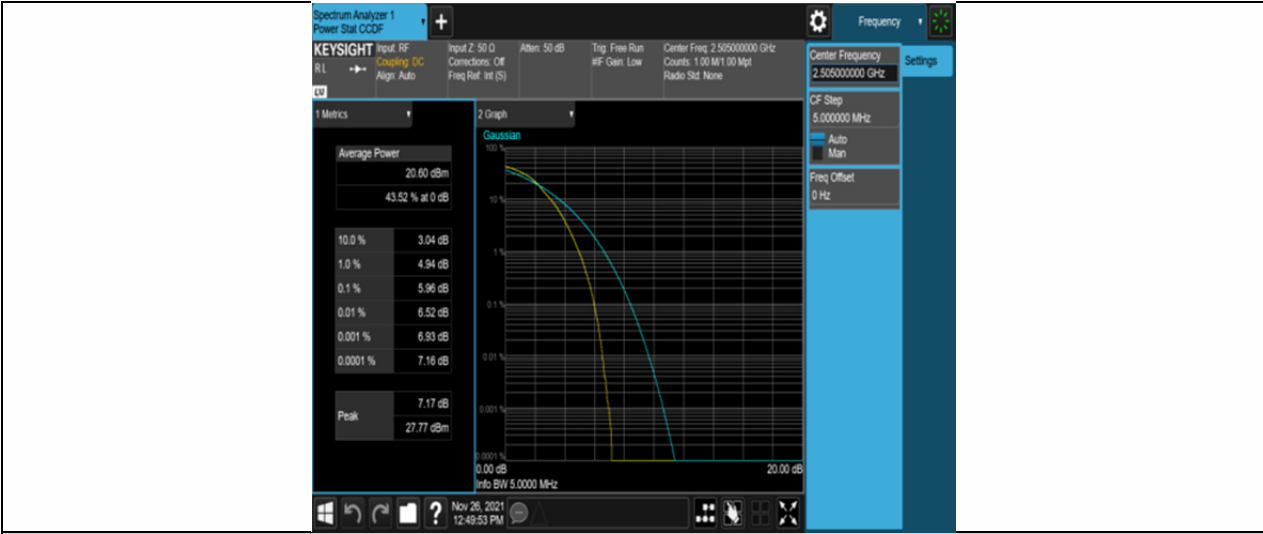 Spectrum Analyzer 1
Power Stat CCDF
+
Frequency
KEYSIGHT
Input: RF
Coupling: DC
Align: Auto
Input Z: 50 Ω
Corrections: Off
Freq Ref: Int (S)
Atten: 50 dB
Trig: Free Run
#IF Gain: Low
Center Freq: 2.505000000 GHz
Counts: 1.00 M/1.00 Mpt
Radio Std: None
R L
LV
Center Frequency
2.505000000 GHz
Settings
CF Step
5.000000 MHz
Auto
Man
Freq Offset
0 Hz
1 Metrics
Average Power
20.60 dBm
43.52 % at 0 dB
10.0 % 3.04 dB
1.0 % 4.94 dB
0.1 % 5.96 dB
0.01 % 6.52 dB
0.001 % 6.93 dB
0.0001 % 7.16 dB
Peak
7.17 dB
27.77 dBm
2 Graph
Gaussian
100 %
10 %
1 %
0.1 %
0.01 %
0.001 %
0.0001 %
0.00 dB
20.00 dB
Info BW 5.0000 MHz
?
Nov 26, 2021
12:49:53 PM